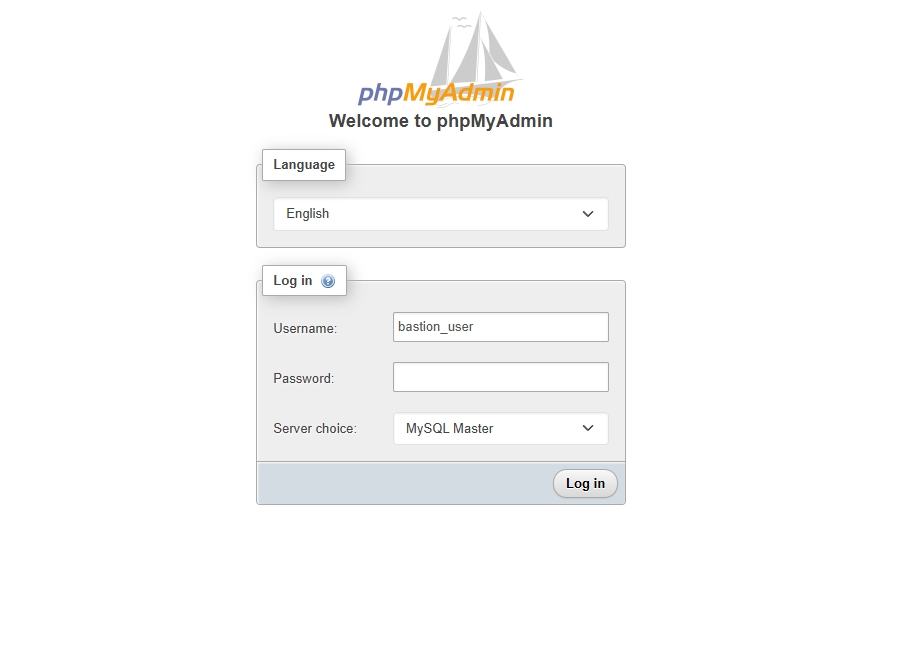 phpMyAdmin
Welcome to phpMyAdmin
Language
English
Log in
Username:
bastion_user
Password:
Server choice:
MySQL Master
Log in